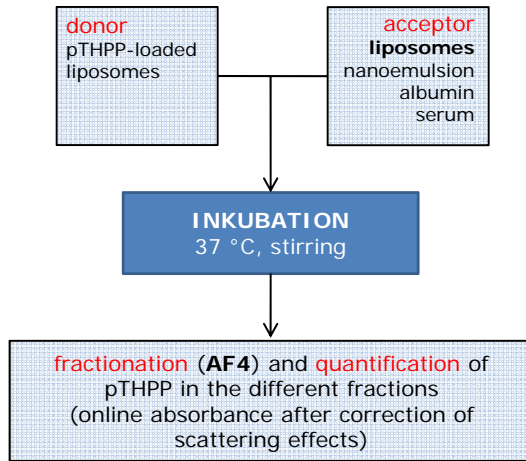 donor
pTHPP-loaded
liposomes
acceptor
liposomes
nanoemulsion
albumin
serum
INKUBATION
37 °C, stirring
fractionation (AF4) and quantification of
pTHPP in the different fractions
(online absorbance after correction of
scattering effects)